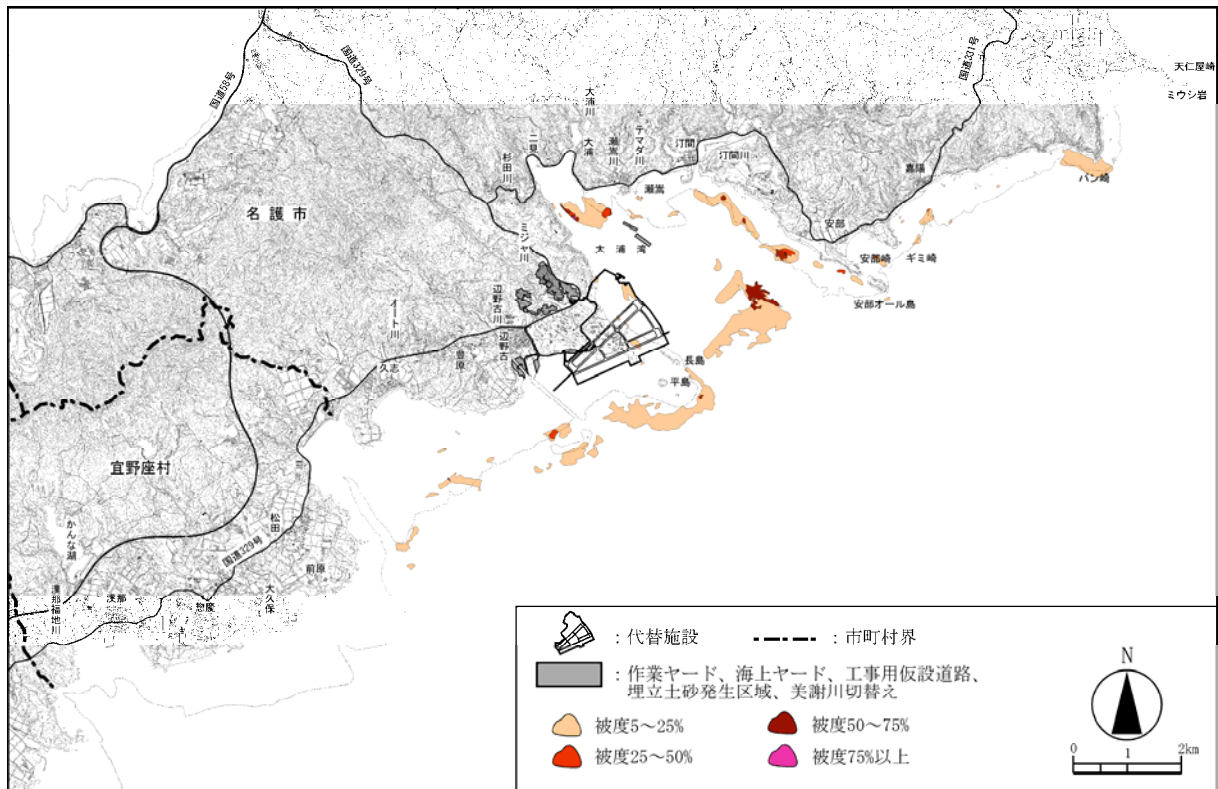 国道58号
国道329号
国道331号
天仁屋崎
ミウシ岩
大浦川
二見
大浦
瀬嵩川
テマダ川
汀間
汀間川
杉田川
瀬嵩
嘉陽
バン崎
名護市
ミジャ川
大浦湾
安部
安部崎
ギミ崎
安部オール島
辺野古川
辺野古
イート川
久志
豊原
長島
平島
宜野座村
かんな湖
松田
国道329号
前原
大久保
惣慶
漢那
漢那福地川
：代替施設
：市町村界
：作業ヤード、海上ヤード、工事用仮設道路、
埋立土砂発生区域、美謝川切替え
被度5～25%
被度50～75%
被度25～50%
被度75%以上
N
0 1 2km